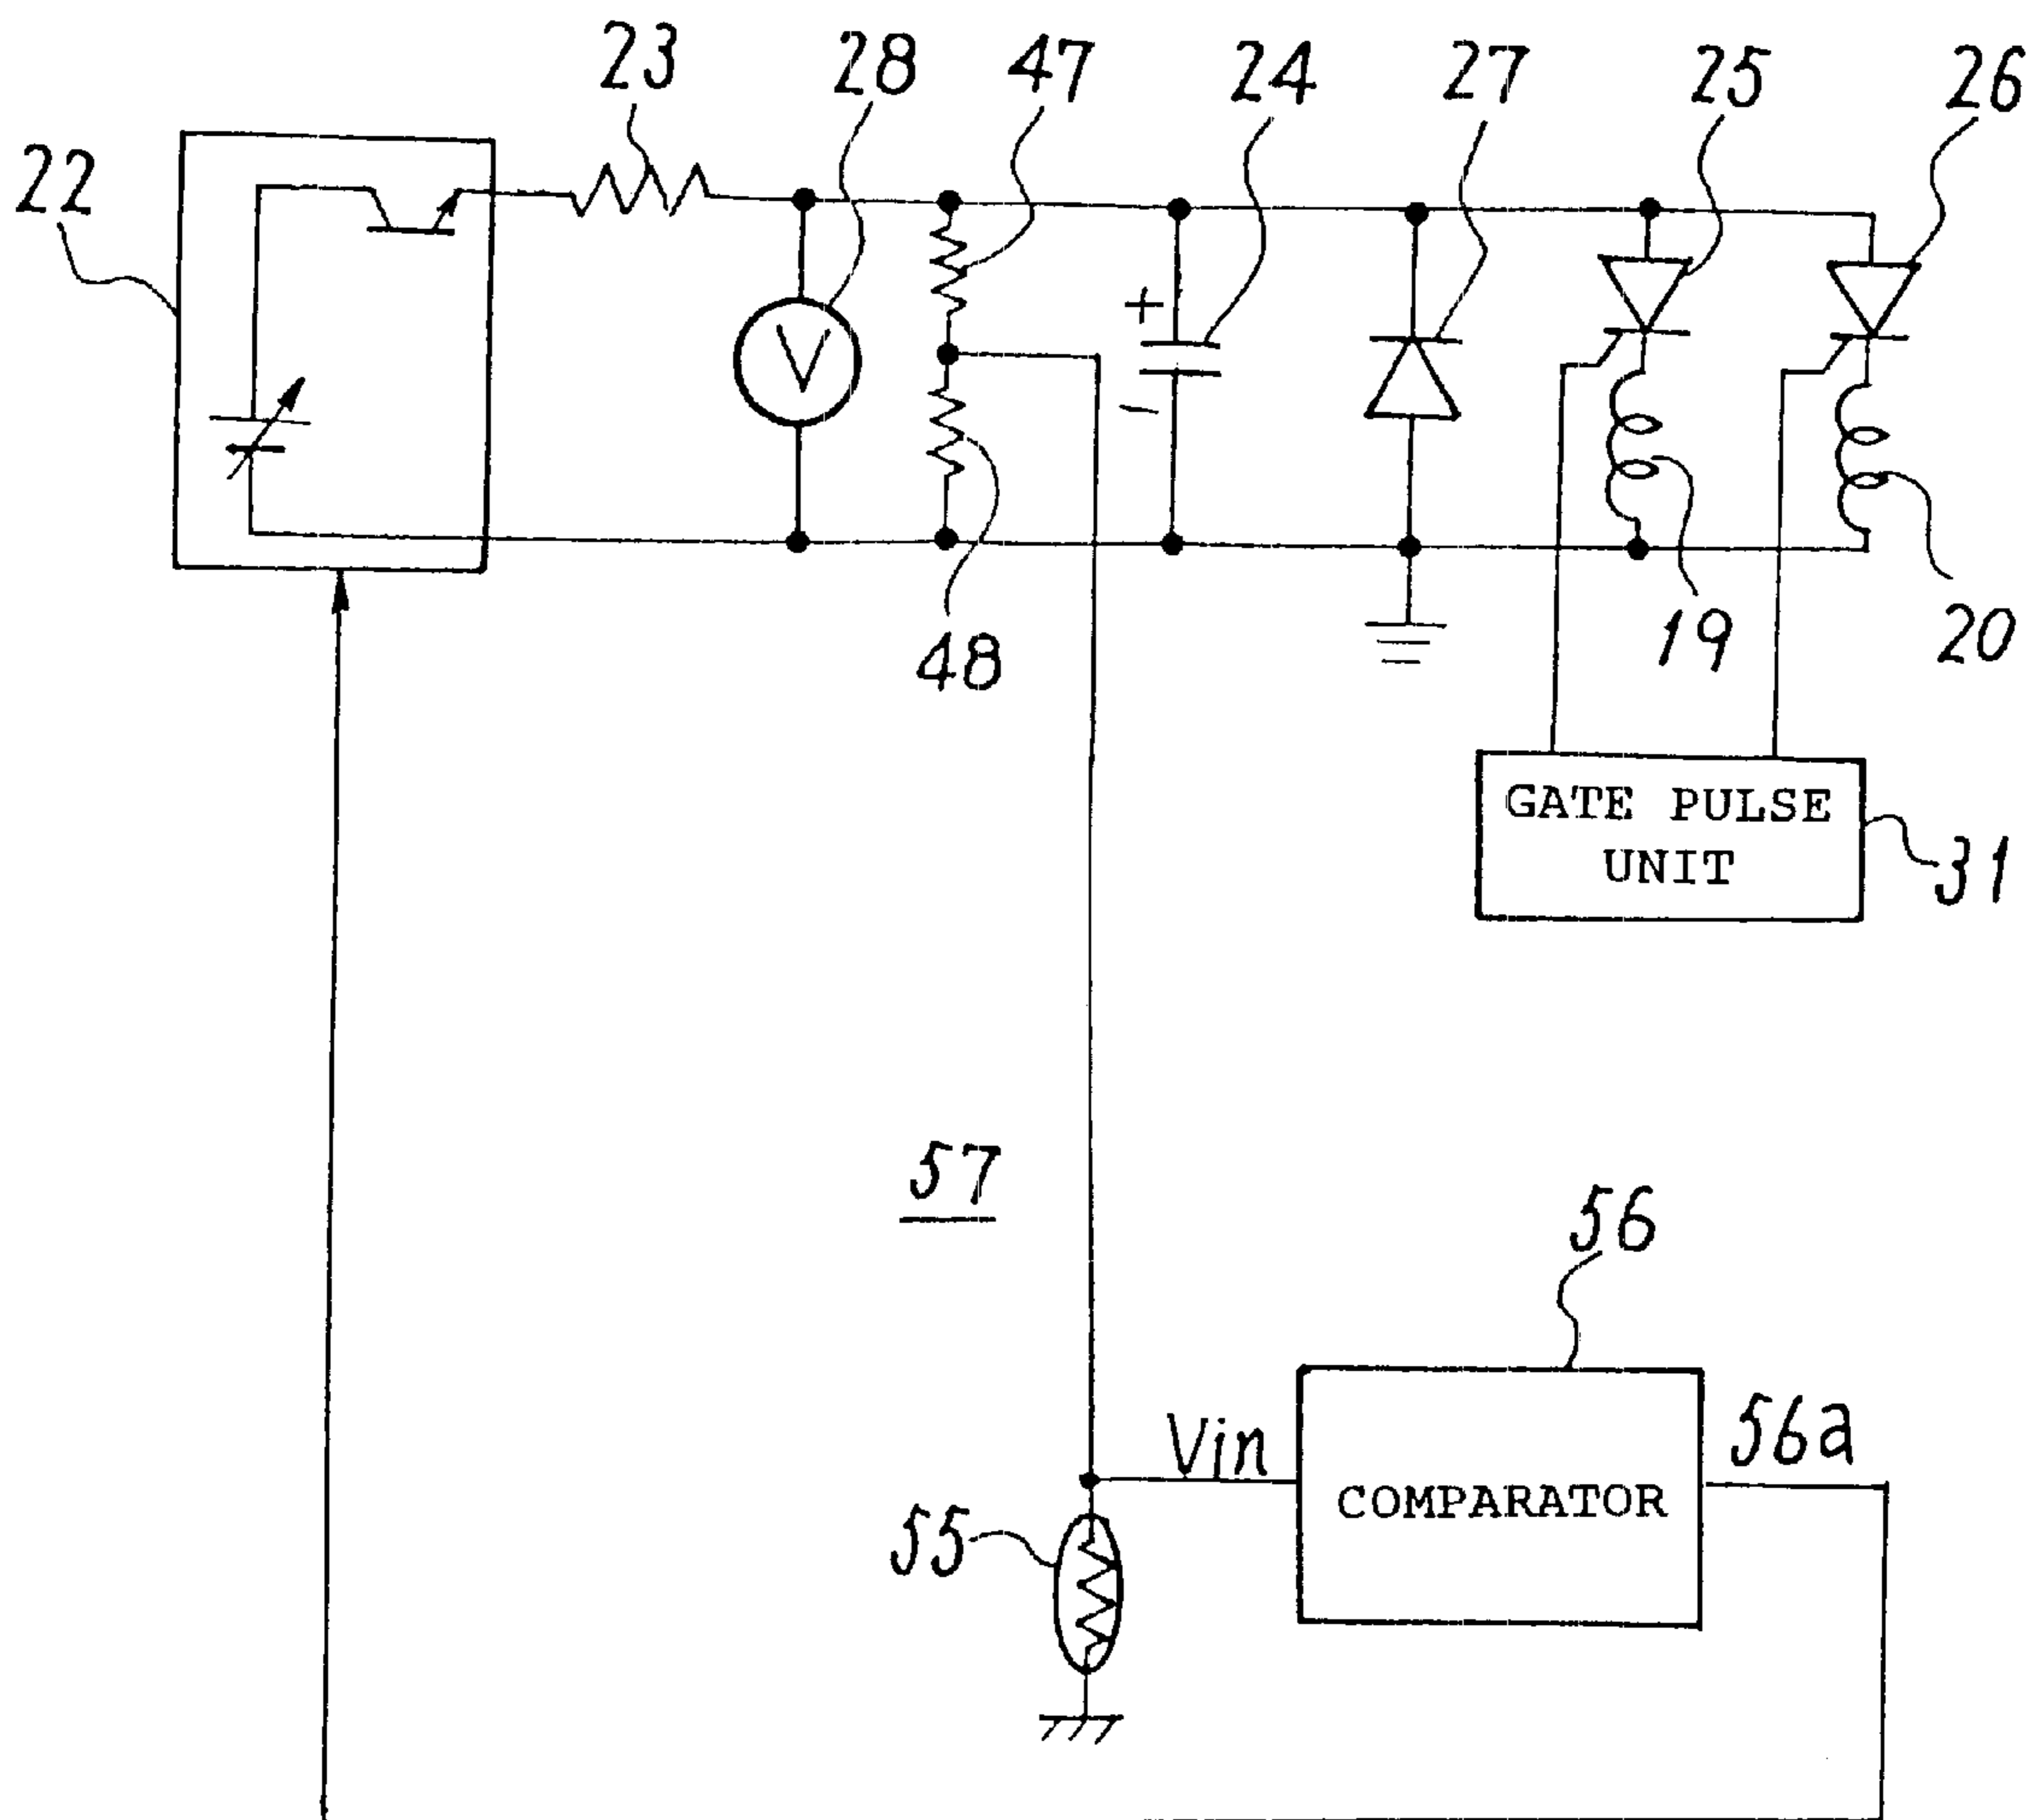 23 28 47 24 27 25 26
22
+
V
-
19 20
48
GATE PULSE
UNIT
31
57
56
Vin 56a
COMPARATOR
55